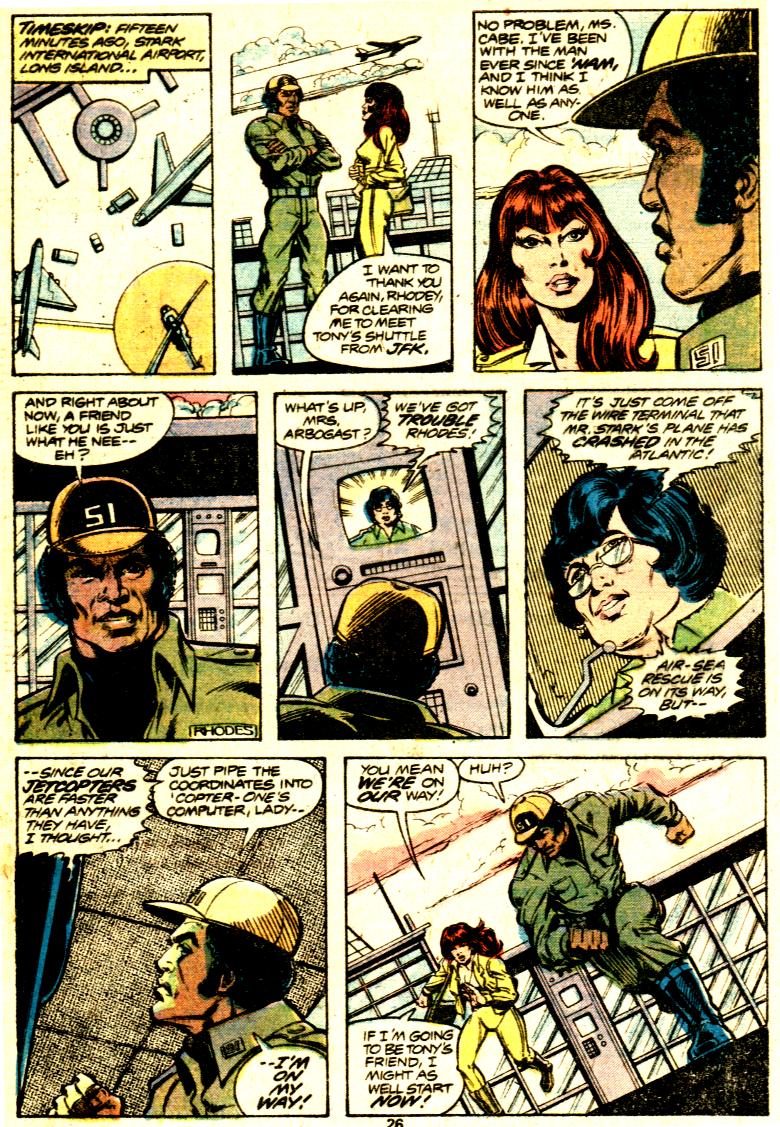 TIMESKIP: FIFTEEN
MINUTES AGO, STARK
INTERNATIONAL AIRPORT,
LONG ISLAND...
I WANT TO
THANK YOU
AGAIN, RHODEY,
FOR CLEARING
ME TO MEET
TONY'S SHUTTLE
FROM JFK.
NO PROBLEM, MS.
CABE. I'VE BEEN
WITH THE MAN
EVER SINCE 'NAM,
AND I THINK I
KNOW HIM AS
WELL AS ANY-
ONE.
SI
AND RIGHT ABOUT
NOW, A FRIEND
LIKE YOU IS JUST
WHAT HE NEE--
EH?
SI
RHODES
WHAT'S UP,
MRS.
ARBOGAST?
WE'VE GOT
TROUBLE
RHODES!
IT'S JUST COME OFF
THE WIRE TERMINAL THAT
MR. STARK'S PLANE HAS
CRASHED IN THE
ATLANTIC!
AIR-SEA
RESCUE IS
ON ITS WAY,
BUT--
--SINCE OUR
JETCOPTERS
ARE FASTER
THAN ANYTHING
THEY HAVE,
I THOUGHT...
JUST PIPE THE
COORDINATES INTO
'COPTER-ONE'S
COMPUTER, LADY--
SI
--I'M
ON
MY
WAY!
YOU MEAN
WE'RE ON
OUR WAY!
HUH?
SI
IF I'M GOING
TO BE TONY'S
FRIEND, I
MIGHT AS
WELL START
NOW!
26